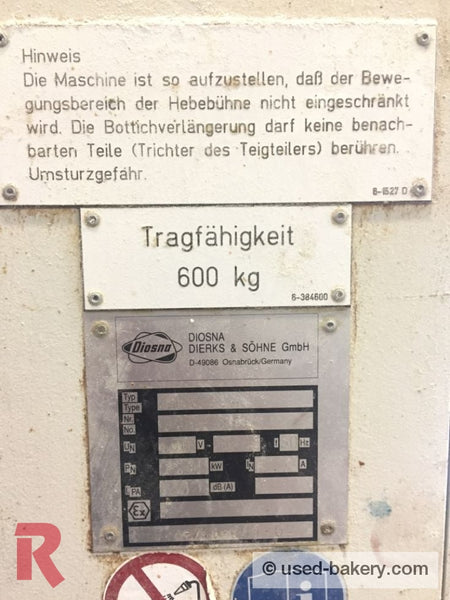 Hinweis
Die Maschine ist so aufzustellen, daß der Bewe-
gungsbereich der Hebebühne nicht eingeschränkt
wird. Die Bottichverlängerung darf keine benach-
barten Teile (Trichter des Teigteilers) berühren.
Umsturzgefahr.
6-1527 D
Tragfähigkeit
600 kg
6-384600
Diosna
DIOSNA
DIERKS & SÖHNE GmbH
D-49086 Osnabrück/Germany
Typ
Type
Nr.
No.
UN V~ f Hz
PN kW IN A
LPA dB (A)
Ex
R
© used-bakery.com